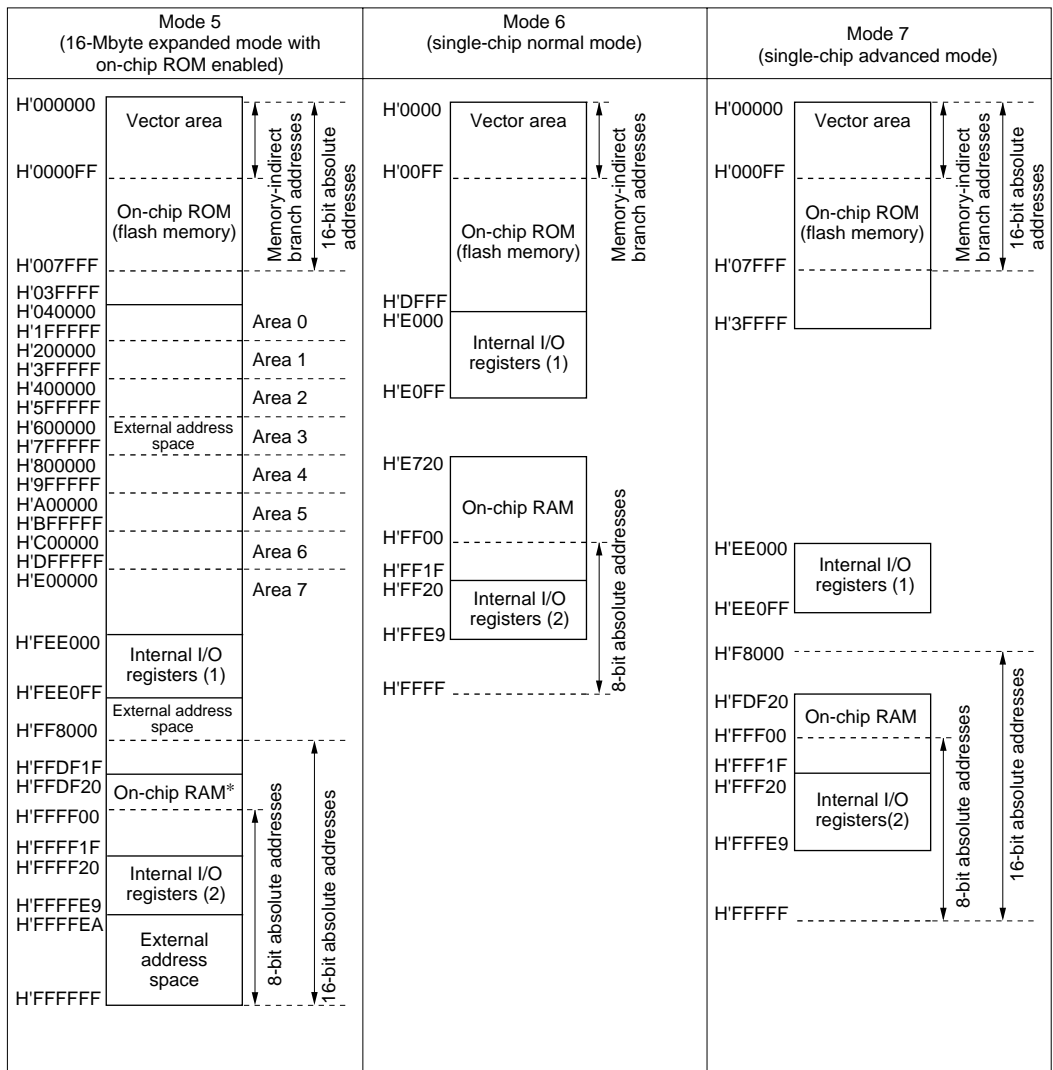 Mode 5
(16-Mbyte expanded mode with
on-chip ROM enabled)
H'000000
Vector area
H'0000FF
On-chip ROM
(flash memory)
H'007FFF
Memory-indirect
branch addresses
16-bit absolute
addresses
H'03FFFF
H'040000
Area 0
H'1FFFFF
H'200000
Area 1
H'3FFFFF
H'400000
Area 2
H'5FFFFF
H'600000
External address
space
Area 3
H'7FFFFF
H'800000
Area 4
H'9FFFFF
H'A00000
Area 5
H'BFFFFF
H'C00000
Area 6
H'DFFFFF
H'E00000
Area 7
H'FEE000
Internal I/O
registers (1)
H'FEE0FF
External address
space
H'FF8000
H'FFDF1F
H'FFDF20
On-chip RAM*
H'FFFF00
H'FFFF1F
H'FFFF20
Internal I/O
registers (2)
H'FFFFE9
H'FFFFEA
External
address
space
H'FFFFFF
8-bit absolute addresses
16-bit absolute addresses
Mode 6
(single-chip normal mode)
H'0000
Vector area
H'00FF
On-chip ROM
(flash memory)
Memory-indirect
branch addresses
H'DFFF
H'E000
Internal I/O
registers (1)
H'E0FF
H'E720
On-chip RAM
H'FF00
H'FF1F
H'FF20
Internal I/O
registers (2)
H'FFE9
H'FFFF
8-bit absolute addresses
Mode 7
(single-chip advanced mode)
H'00000
Vector area
H'000FF
On-chip ROM
(flash memory)
H'07FFF
Memory-indirect
branch addresses
16-bit absolute
addresses
H'3FFFF
H'EE000
Internal I/O
registers (1)
H'EE0FF
H'F8000
H'FDF20
On-chip RAM
H'FFF00
H'FFF1F
H'FFF20
Internal I/O
registers(2)
H'FFFE9
H'FFFFF
8-bit absolute addresses
16-bit absolute addresses